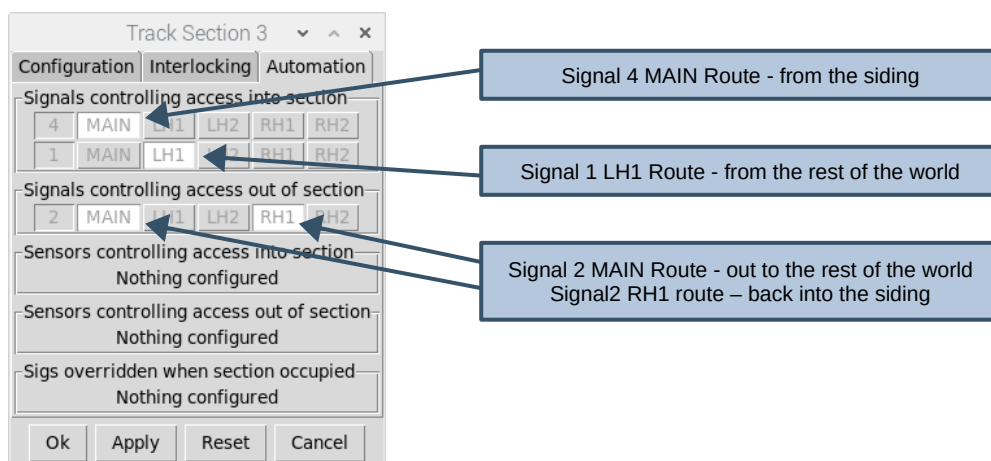 Track Section 3
Configuration Interlocking Automation
Signals controlling access into section
4 MAIN LH1 LH2 RH1 RH2
1 MAIN LH1 LH2 RH1 RH2
Signals controlling access out of section
2 MAIN LH1 LH2 RH1 RH2
Sensors controlling access into section
Nothing configured
Sensors controlling access out of section
Nothing configured
Sigs overridden when section occupied
Nothing configured
Ok Apply Reset Cancel
Signal 4 MAIN Route - from the siding
Signal 1 LH1 Route - from the rest of the world
Signal 2 MAIN Route - out to the rest of the world
Signal2 RH1 route – back into the siding